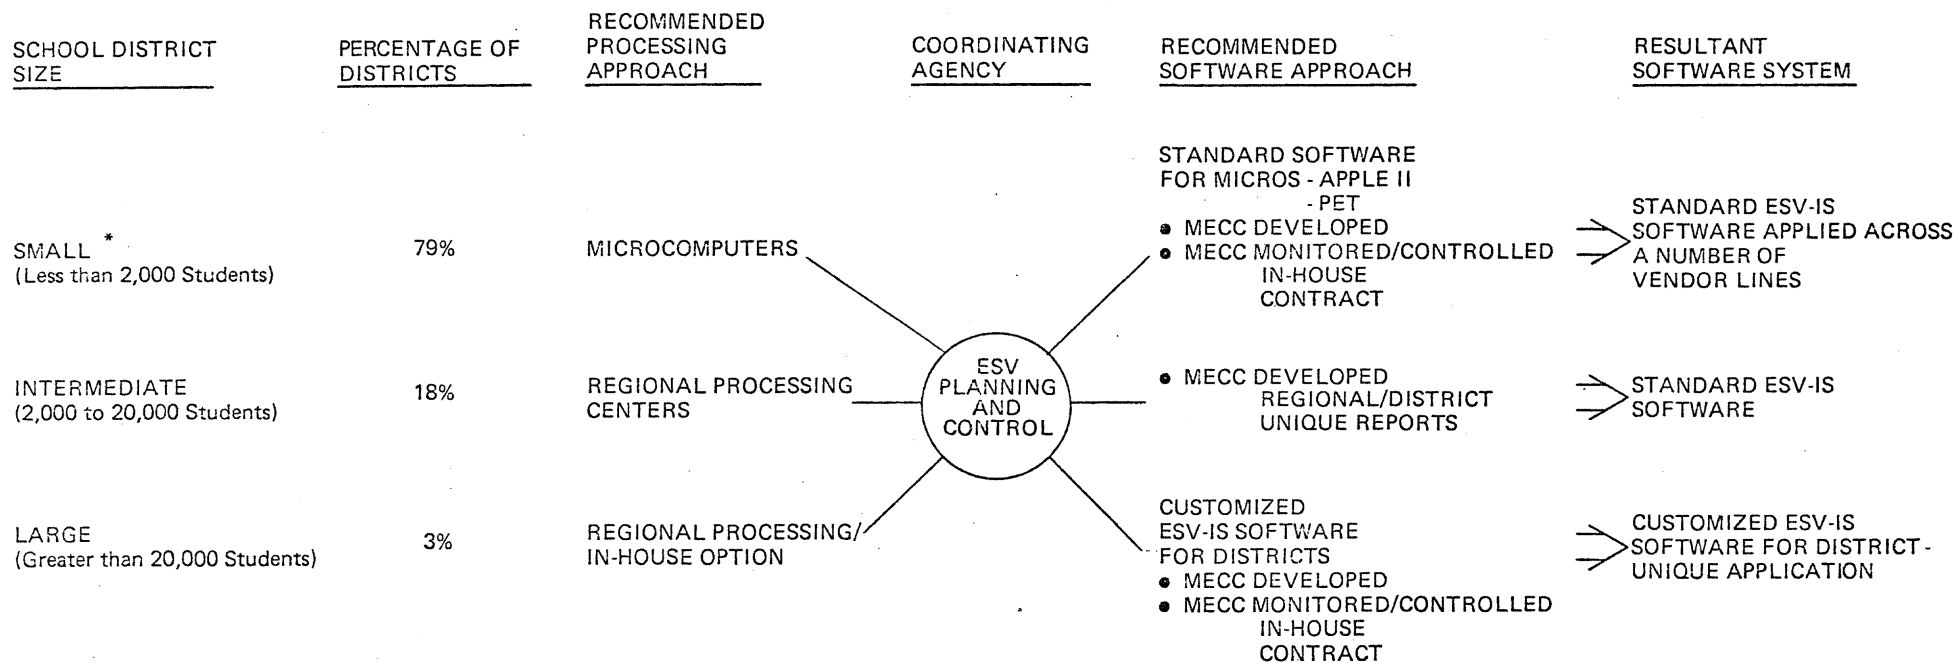 SCHOOL DISTRICT
SIZE
PERCENTAGE OF
DISTRICTS
RECOMMENDED
PROCESSING
APPROACH
COORDINATING
AGENCY
RECOMMENDED
SOFTWARE APPROACH
RESULTANT
SOFTWARE SYSTEM
SMALL *
(Less than 2,000 Students)
79%
MICROCOMPUTERS
STANDARD SOFTWARE
FOR MICROS - APPLE II
- PET
• MECC DEVELOPED
• MECC MONITORED/CONTROLLED
IN-HOUSE
CONTRACT
STANDARD ESV-IS
SOFTWARE APPLIED ACROSS
A NUMBER OF
VENDOR LINES
INTERMEDIATE
(2,000 to 20,000 Students)
18%
REGIONAL PROCESSING
CENTERS
ESV
PLANNING
AND
CONTROL
• MECC DEVELOPED
REGIONAL/DISTRICT
UNIQUE REPORTS
STANDARD ESV-IS
SOFTWARE
LARGE
(Greater than 20,000 Students)
3%
REGIONAL PROCESSING/
IN-HOUSE OPTION
CUSTOMIZED
ESV-IS SOFTWARE
FOR DISTRICTS
• MECC DEVELOPED
• MECC MONITORED/CONTROLLED
IN-HOUSE
CONTRACT
CUSTOMIZED ESV-IS
SOFTWARE FOR DISTRICT-
UNIQUE APPLICATION